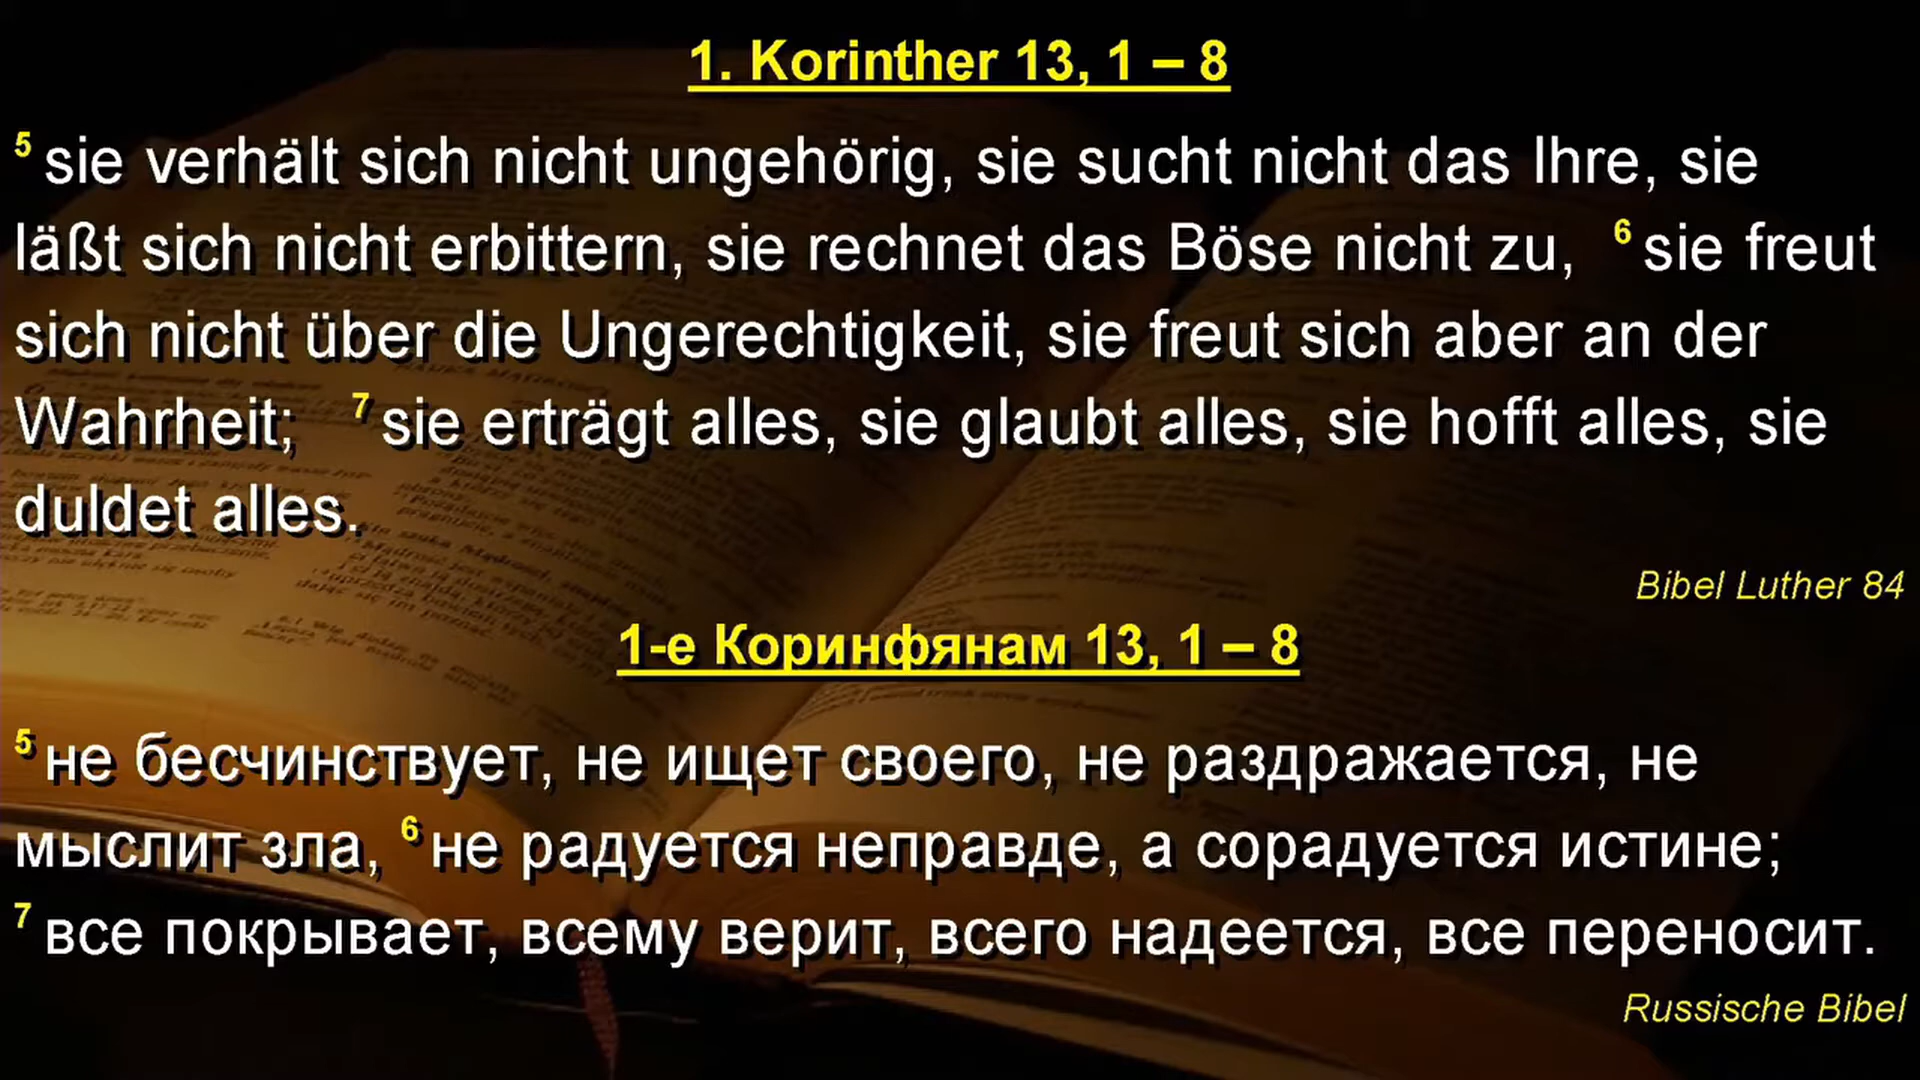 1. Korinther 13, 1 – 8
5 sie verhält sich nicht ungehörig, sie sucht nicht das Ihre, sie
läßt sich nicht erbittern, sie rechnet das Böse nicht zu, 6 sie freut
sich nicht über die Ungerechtigkeit, sie freut sich aber an der
Wahrheit; 7 sie erträgt alles, sie glaubt alles, sie hofft alles, sie
duldet alles.
Bibel Luther 84
1-е Коринфянам 13, 1 – 8
5 не бесчинствует, не ищет своего, не раздражается, не
мыслит зла, 6 не радуется неправде, а сорадуется истине;
7 все покрывает, всему верит, всего надеется, все переносит.
Russische Bibel